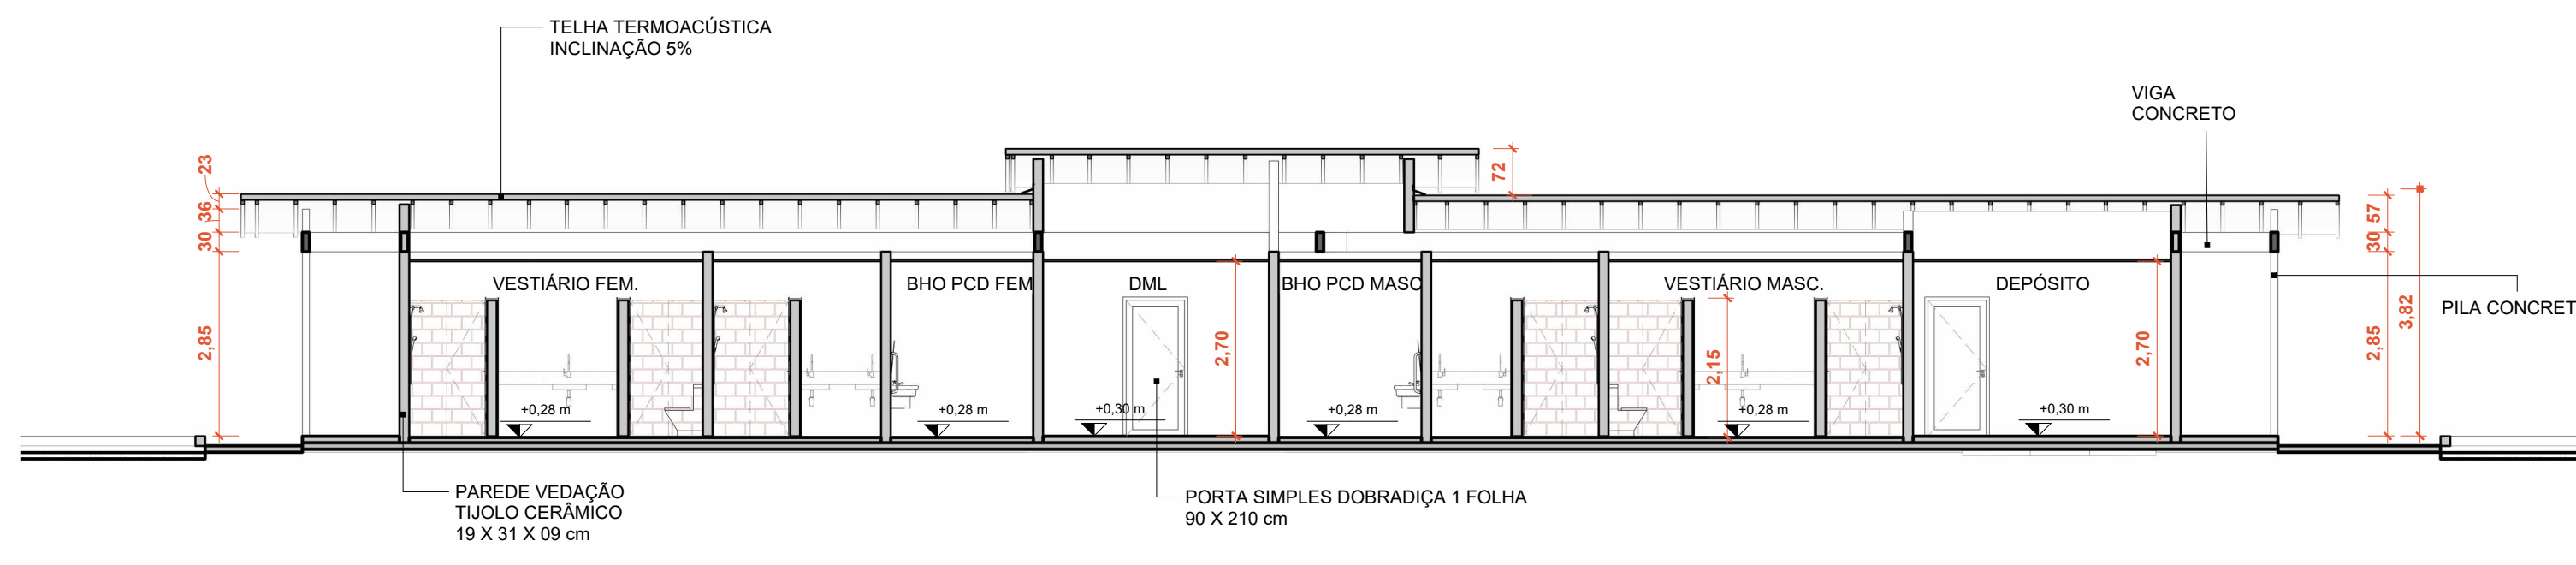 TELHA TERMOACÚSTICA
INCLINAÇÃO 5%
VIGA
CONCRETO
23
36
30
2,85
72
57
30
2,85
3,82
VESTIÁRIO FEM.
BHO PCD FEM
DML
BHO PCD MASC
VESTIÁRIO MASC.
DEPÓSITO
PILA CONCRET
2,70
2,15
2,70
+0,28 m
+0,28 m
+0,30 m
+0,28 m
+0,28 m
+0,30 m
PAREDE VEDAÇÃO
TIJOLO CERÂMICO
19 X 31 X 09 cm
PORTA SIMPLES DOBRADIÇA 1 FOLHA
90 X 210 cm